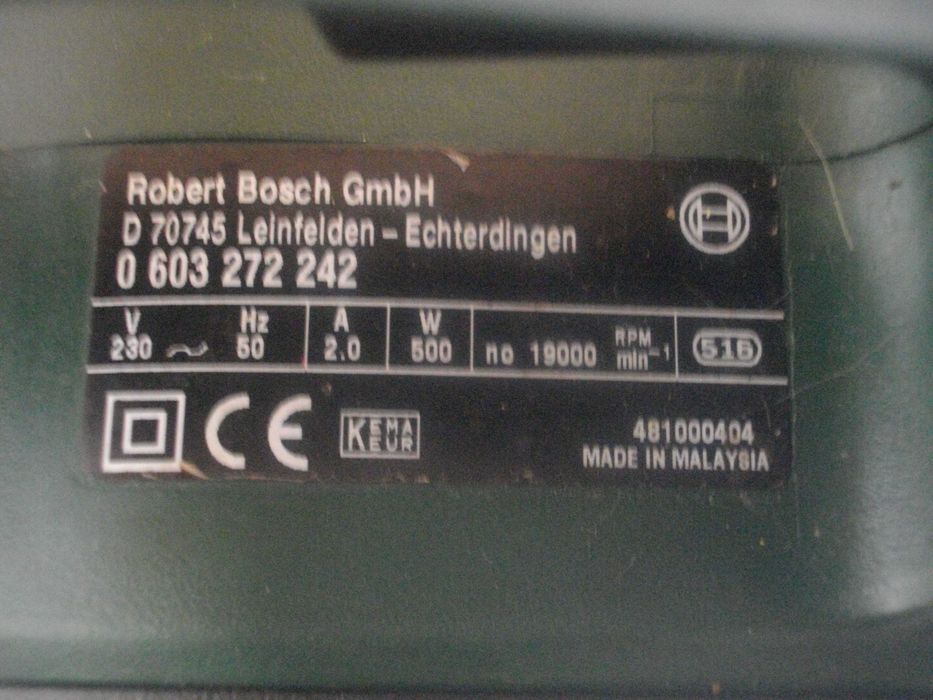 Robert Bosch GmbH
D 70745 Leinfelden - Echterdingen
0 603 272 242
V Hz A W
230 50 2.0 500 no 19000 RPM min-1 516
CE KEMA KEUR
481000404
MADE IN MALAYSIA